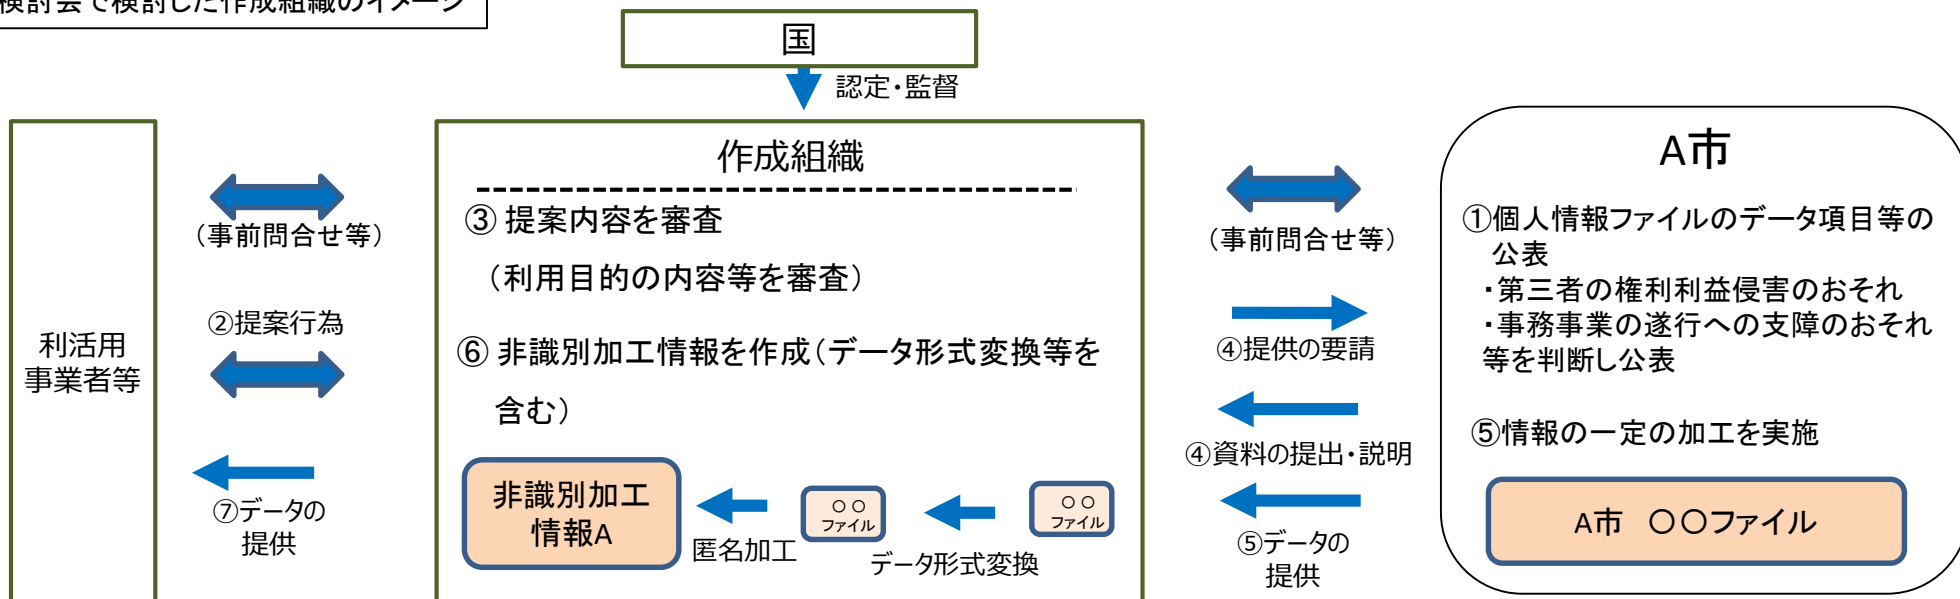 検討会で検討した作成組織のイメージ
国
認定・監督
利活用
事業者等
(事前問合せ等)
②提案行為
⑦データの
提供
作成組織
③ 提案内容を審査
(利用目的の内容等を審査)
⑥ 非識別加工情報を作成(データ形式変換等を
含む)
非識別加工
情報A
匿名加工
○○
ファイル
データ形式変換
○○
ファイル
(事前問合せ等)
④提供の要請
④資料の提出・説明
⑤データの
提供
A市
①個人情報ファイルのデータ項目等の
公表
・第三者の権利利益侵害のおそれ
・事務事業の遂行への支障のおそれ
等を判断し公表
⑤情報の一定の加工を実施
A市 ○○ファイル